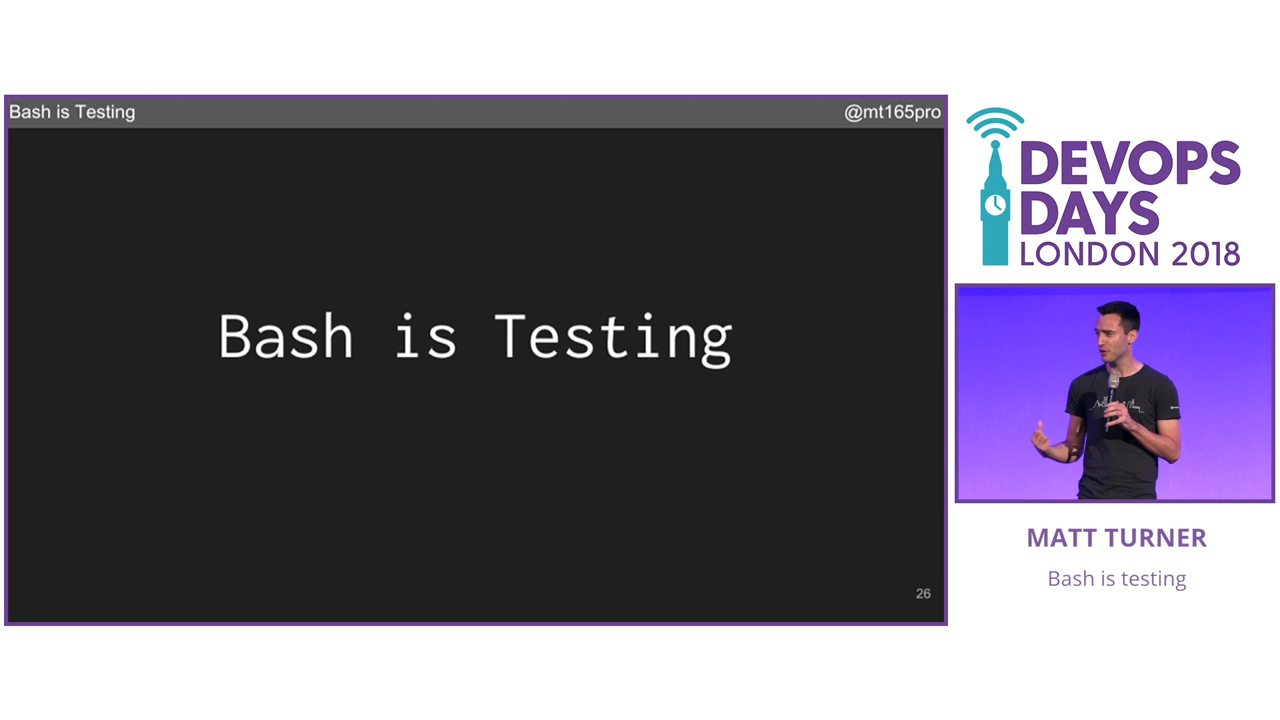 Bash is Testing
@mt165pro
Bash is Testing
26
DEVOPS
DAYS
LONDON 2018
MATT TURNER
Bash is testing